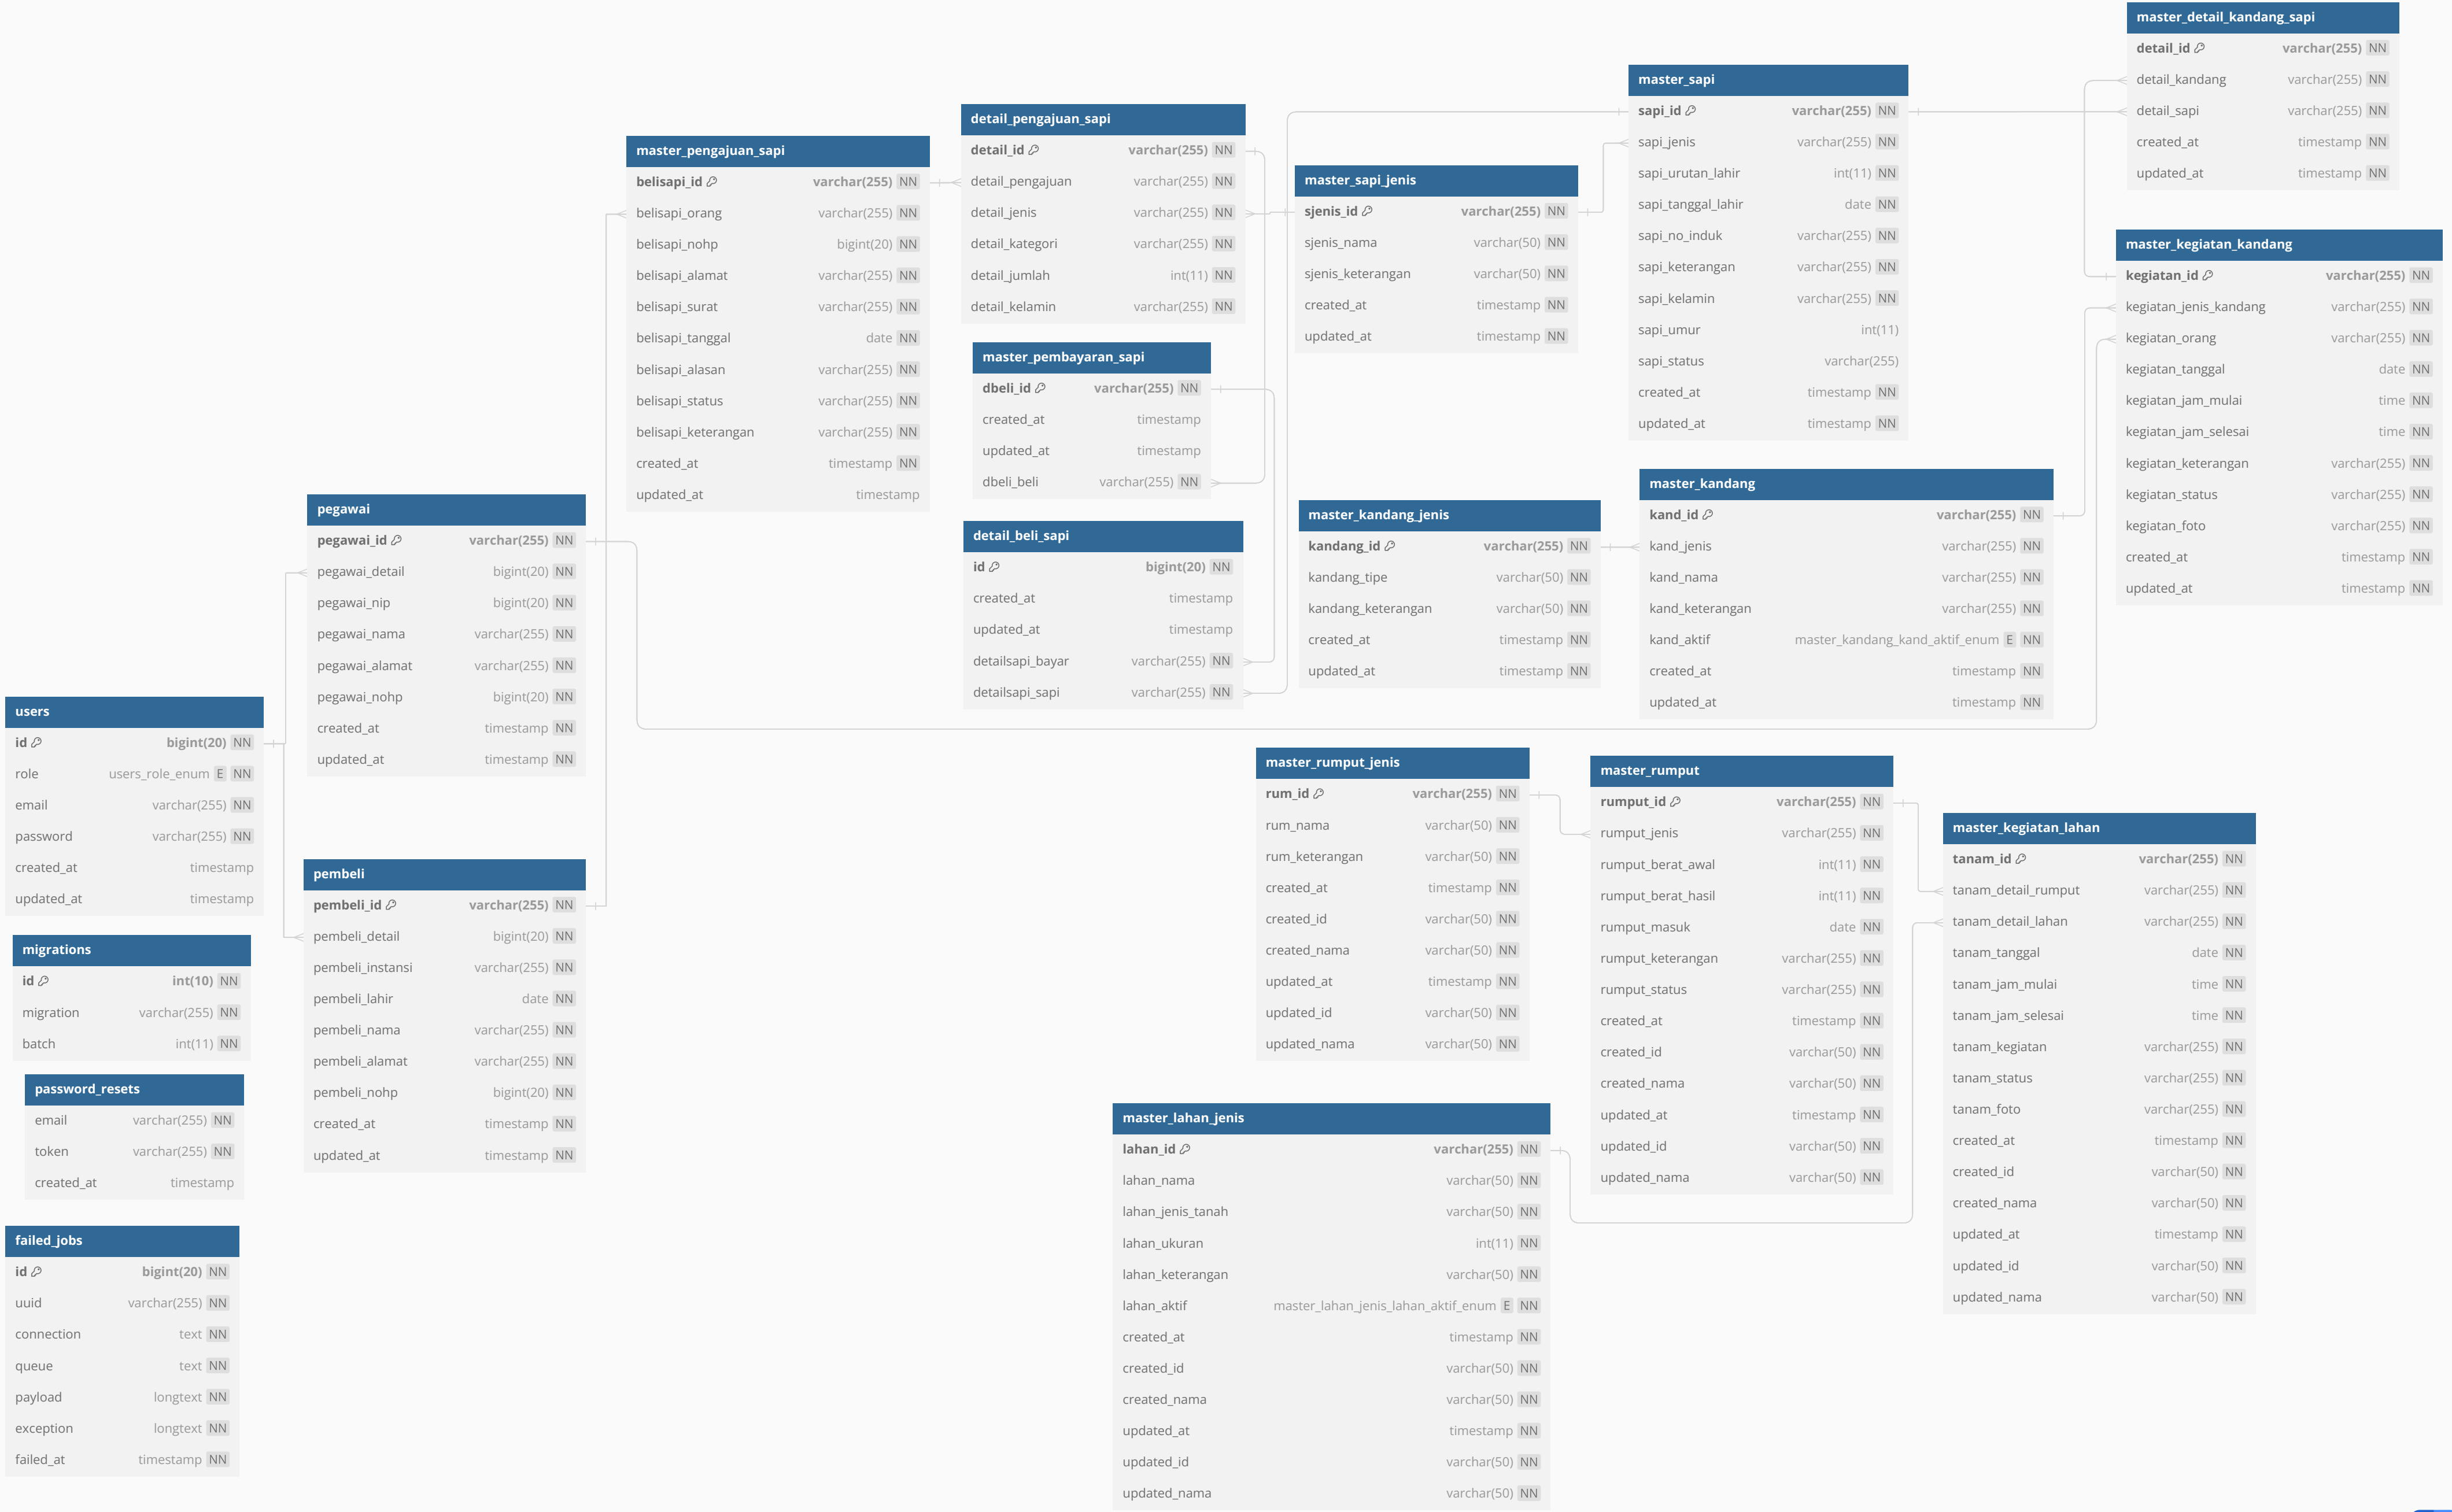 master_detail_kandang_sapi
detail_id varchar(255) NN
detail_kandang varchar(255) NN
detail_sapi varchar(255) NN
created_at timestamp NN
updated_at timestamp NN
master_sapi
sapi_id varchar(255) NN
sapi_jenis varchar(255) NN
sapi_urutan_lahir int(11) NN
sapi_tanggal_lahir date NN
sapi_no_induk varchar(255) NN
sapi_keterangan varchar(255) NN
sapi_kelamin varchar(255) NN
sapi_umur int(11)
sapi_status varchar(255)
created_at timestamp NN
updated_at timestamp NN
detail_pengajuan_sapi
detail_id varchar(255) NN
detail_pengajuan varchar(255) NN
detail_jenis varchar(255) NN
detail_kategori varchar(255) NN
detail_jumlah int(11) NN
detail_kelamin varchar(255) NN
master_pengajuan_sapi
belisapi_id varchar(255) NN
belisapi_orang varchar(255) NN
belisapi_nohp bigint(20) NN
belisapi_alamat varchar(255) NN
belisapi_surat varchar(255) NN
belisapi_tanggal date NN
belisapi_alasan varchar(255) NN
belisapi_status varchar(255) NN
belisapi_keterangan varchar(255) NN
created_at timestamp NN
updated_at timestamp
master_sapi_jenis
sjenis_id varchar(255) NN
sjenis_nama varchar(50) NN
sjenis_keterangan varchar(50) NN
created_at timestamp NN
updated_at timestamp NN
master_kegiatan_kandang
kegiatan_id varchar(255) NN
kegiatan_jenis_kandang varchar(255) NN
kegiatan_orang varchar(255) NN
kegiatan_tanggal date NN
kegiatan_jam_mulai time NN
kegiatan_jam_selesai time NN
kegiatan_keterangan varchar(255) NN
kegiatan_status varchar(255) NN
kegiatan_foto varchar(255) NN
created_at timestamp NN
updated_at timestamp NN
master_pembayaran_sapi
dbeli_id varchar(255) NN
created_at timestamp
updated_at timestamp
dbeli_beli varchar(255) NN
master_kandang
kand_id varchar(255) NN
kand_jenis varchar(255) NN
kand_nama varchar(255) NN
kand_keterangan varchar(255) NN
kand_aktif master_kandang_kand_aktif_enum E NN
created_at timestamp NN
updated_at timestamp NN
pegawai
pegawai_id varchar(255) NN
pegawai_detail bigint(20) NN
pegawai_nip bigint(20) NN
pegawai_nama varchar(255) NN
pegawai_alamat varchar(255) NN
pegawai_nohp bigint(20) NN
created_at timestamp NN
updated_at timestamp NN
master_kandang_jenis
kandang_id varchar(255) NN
kandang_tipe varchar(50) NN
kandang_keterangan varchar(50) NN
created_at timestamp NN
updated_at timestamp NN
detail_beli_sapi
id bigint(20) NN
created_at timestamp
updated_at timestamp
detailsapi_bayar varchar(255) NN
detailsapi_sapi varchar(255) NN
users
id bigint(20) NN
role users_role_enum E NN
email varchar(255) NN
password varchar(255) NN
created_at timestamp
updated_at timestamp
master_rumput_jenis
rum_id varchar(255) NN
rum_nama varchar(50) NN
rum_keterangan varchar(50) NN
created_at timestamp NN
created_id varchar(50) NN
created_nama varchar(50) NN
updated_at timestamp NN
updated_id varchar(50) NN
updated_nama varchar(50) NN
master_rumput
rumput_id varchar(255) NN
rumput_jenis varchar(255) NN
rumput_berat_awal int(11) NN
rumput_berat_hasil int(11) NN
rumput_masuk date NN
rumput_keterangan varchar(255) NN
rumput_status varchar(255) NN
created_at timestamp NN
created_id varchar(50) NN
created_nama varchar(50) NN
updated_at timestamp NN
updated_id varchar(50) NN
updated_nama varchar(50) NN
master_kegiatan_lahan
tanam_id varchar(255) NN
tanam_detail_rumput varchar(255) NN
tanam_detail_lahan varchar(255) NN
tanam_tanggal date NN
tanam_jam_mulai time NN
tanam_jam_selesai time NN
tanam_kegiatan varchar(255) NN
tanam_status varchar(255) NN
tanam_foto varchar(255) NN
created_at timestamp NN
created_id varchar(50) NN
created_nama varchar(50) NN
updated_at timestamp NN
updated_id varchar(50) NN
updated_nama varchar(50) NN
pembeli
pembeli_id varchar(255) NN
pembeli_detail bigint(20) NN
pembeli_instansi varchar(255) NN
pembeli_lahir date NN
pembeli_nama varchar(255) NN
pembeli_alamat varchar(255) NN
pembeli_nohp bigint(20) NN
created_at timestamp NN
updated_at timestamp NN
migrations
id int(10) NN
migration varchar(255) NN
batch int(11) NN
password_resets
email varchar(255) NN
token varchar(255) NN
created_at timestamp
master_lahan_jenis
lahan_id varchar(255) NN
lahan_nama varchar(50) NN
lahan_jenis_tanah varchar(50) NN
lahan_ukuran int(11) NN
lahan_keterangan varchar(50) NN
lahan_aktif master_lahan_jenis_lahan_aktif_enum E NN
created_at timestamp NN
created_id varchar(50) NN
created_nama varchar(50) NN
updated_at timestamp NN
updated_id varchar(50) NN
updated_nama varchar(50) NN
failed_jobs
id bigint(20) NN
uuid varchar(255) NN
connection text NN
queue text NN
payload longtext NN
exception longtext NN
failed_at timestamp NN